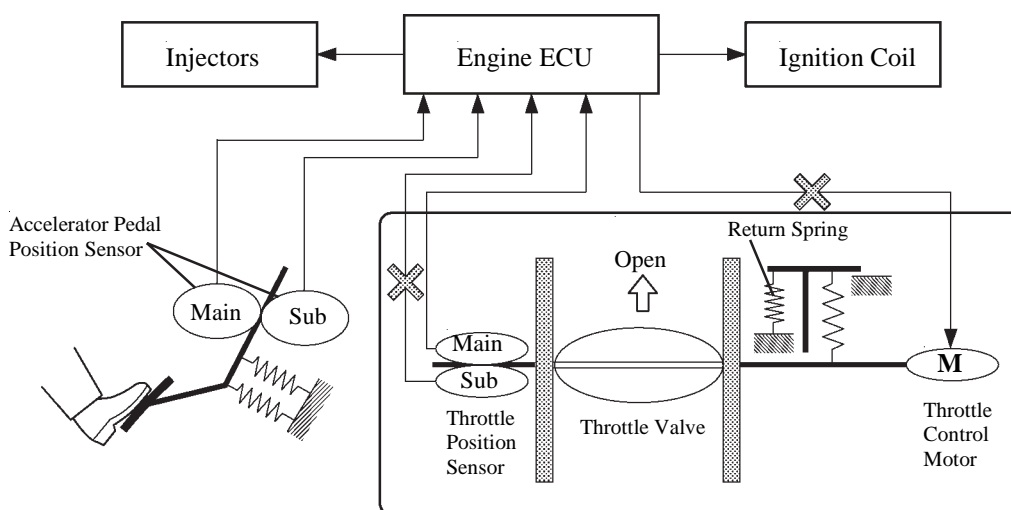 Injectors
Engine ECU
Ignition Coil
Accelerator Pedal
Position Sensor
Return Spring
Open
Main
Sub
Main
Sub
M
Throttle
Position
Sensor
Throttle Valve
Throttle
Control
Motor